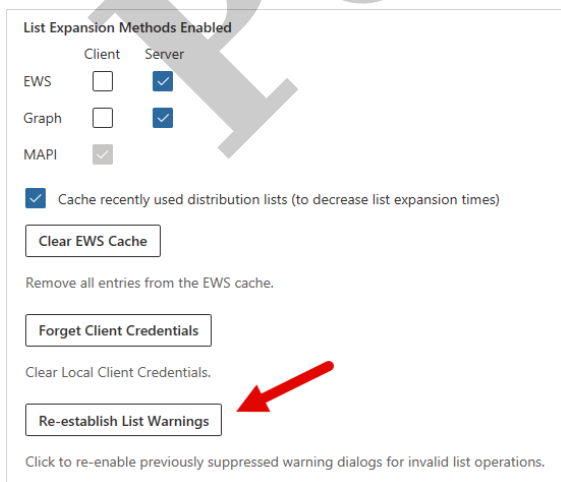 List Expansion Methods Enabled
Client Server
EWS
Graph
MAPI
Cache recently used distribution lists (to decrease list expansion times)
Clear EWS Cache
Remove all entries from the EWS cache.
Forget Client Credentials
Clear Local Client Credentials.
Re-establish List Warnings
Click to re-enable previously suppressed warning dialogs for invalid list operations.